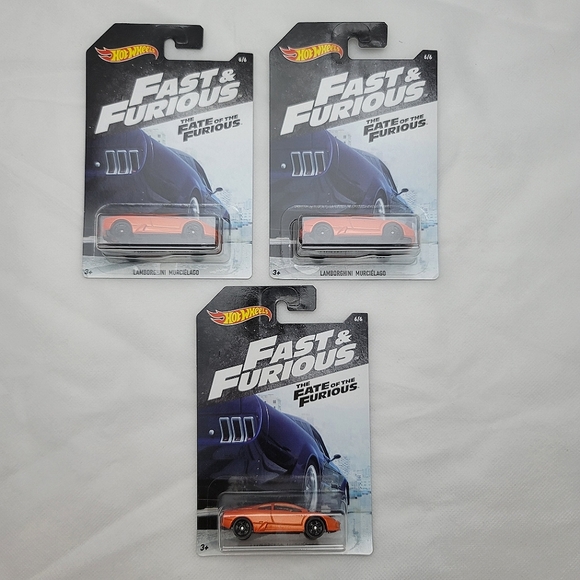 HOT WHEELS
6/6
FAST &
FURIOUS
THE
FATE OF THE
FURIOUS
3+
LAMBORGHINI MURCIÉLAGO
HOT WHEELS
6/6
FAST &
FURIOUS
THE
FATE OF THE
FURIOUS
3+
LAMBORGHINI MURCIÉLAGO
HOT WHEELS
6/6
FAST &
FURIOUS
THE
FATE OF THE
FURIOUS
3+